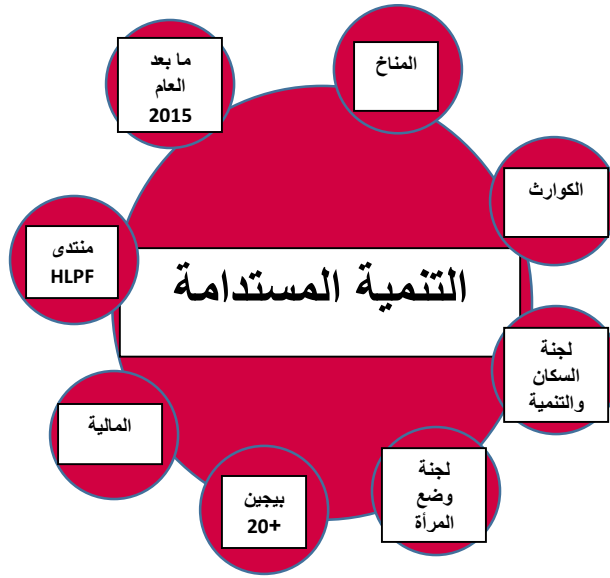 ما بعد
العام
2015
المناخ
الكوارث
منتدى
HLPF
التنمية المستدامة
لجنة
السكان
والتنمية
المالية
لجنة
وضع
المرأة
بيجين
+20